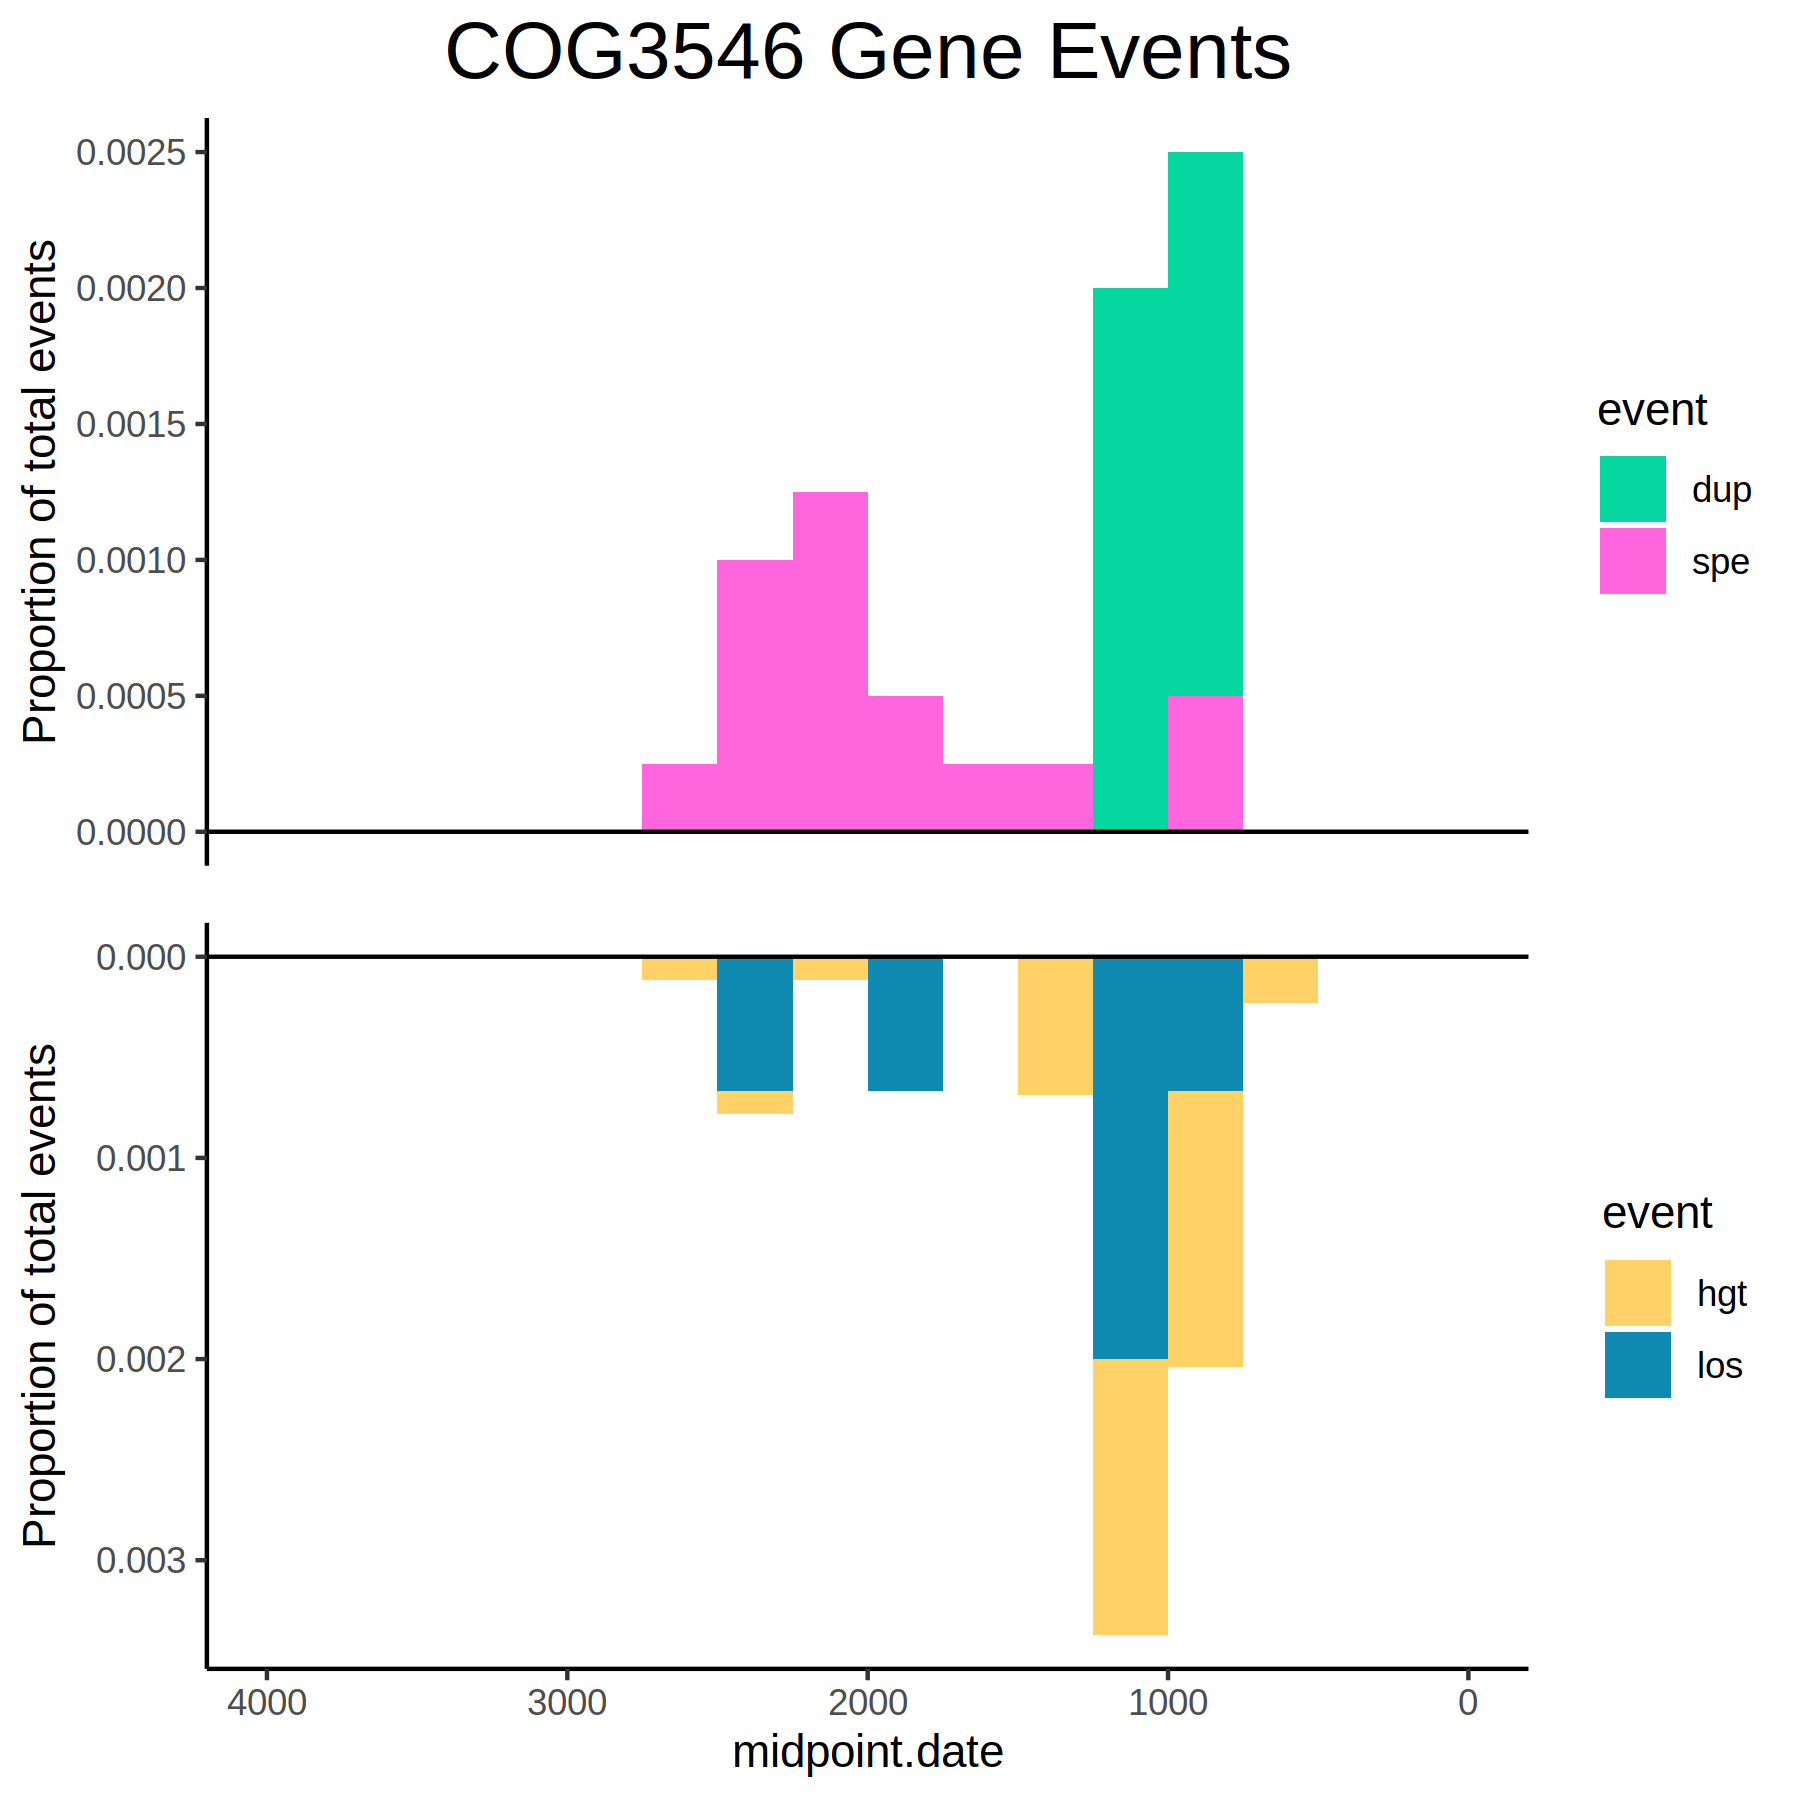 COG3546 Gene Events
Proportion of total events
0.0025
0.0020
0.0015
0.0010
0.0005
0.0000
event
dup
spe
Proportion of total events
0.000
0.001
0.002
0.003
event
hgt
los
4000 3000 2000 1000 0
midpoint.date